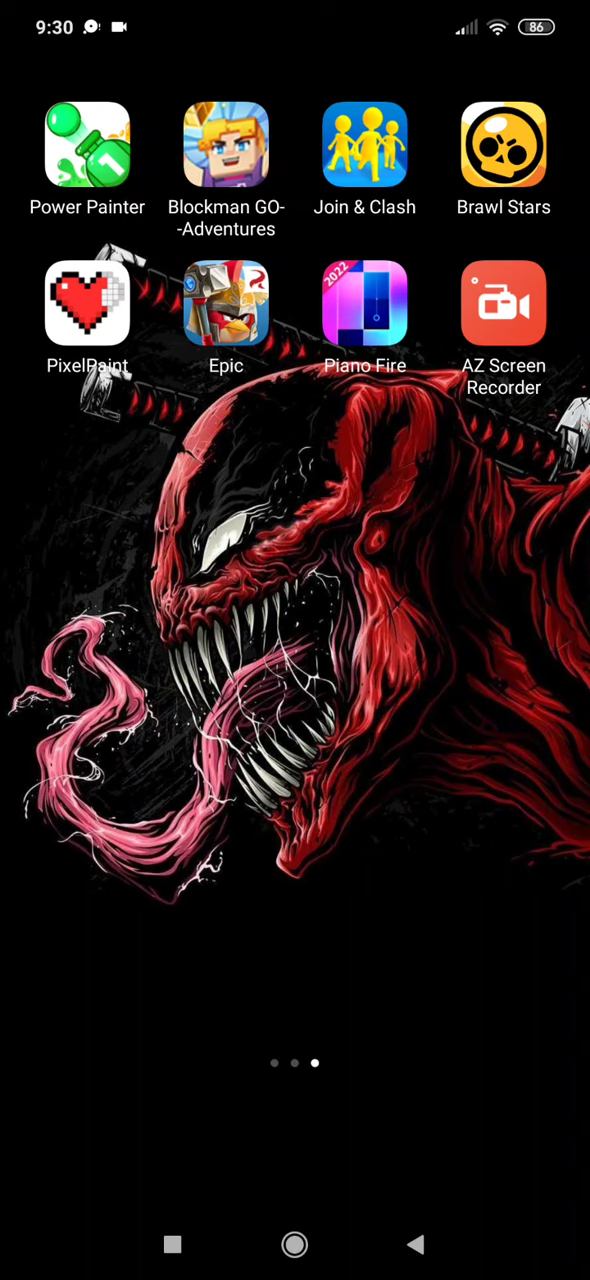 9:30
86
1
Power Painter
Blockman GO-
-Adventures
Join & Clash
Brawl Stars
2022
PixelPaint
Epic
Piano Fire
AZ Screen
Recorder